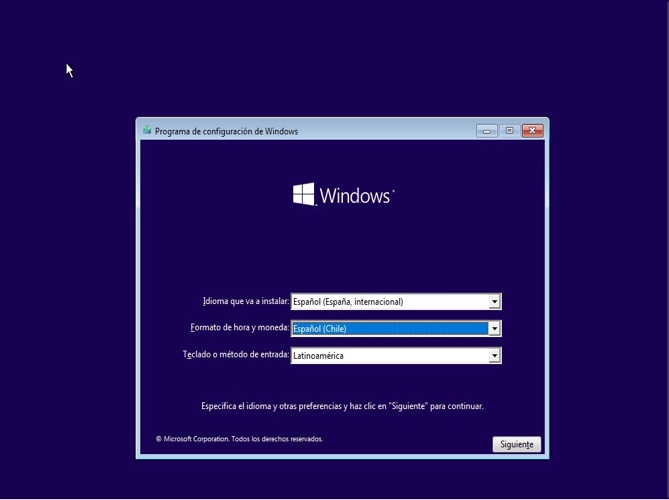 Programa de configuración de Windows
Windows
Idioma que va a instalar: Español (España, internacional)
Formato de hora y moneda: Español (Chile)
Teclado o método de entrada: Latinoamérica
Especifica el idioma y otras preferencias y haz clic en "Siguiente" para continuar.
© Microsoft Corporation. Todos los derechos reservados.
Siguiente